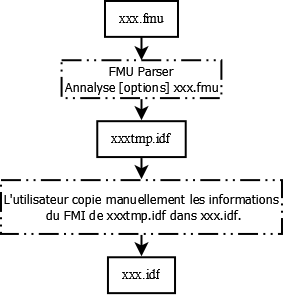 xxx.fmu
FMU Parser
Annalyse [options] xxx.fmu
xxxtmp.idf
L'utilisateur copie manuellement les informations
du FMI de xxxtmp.idf dans xxx.idf.
xxx.idf